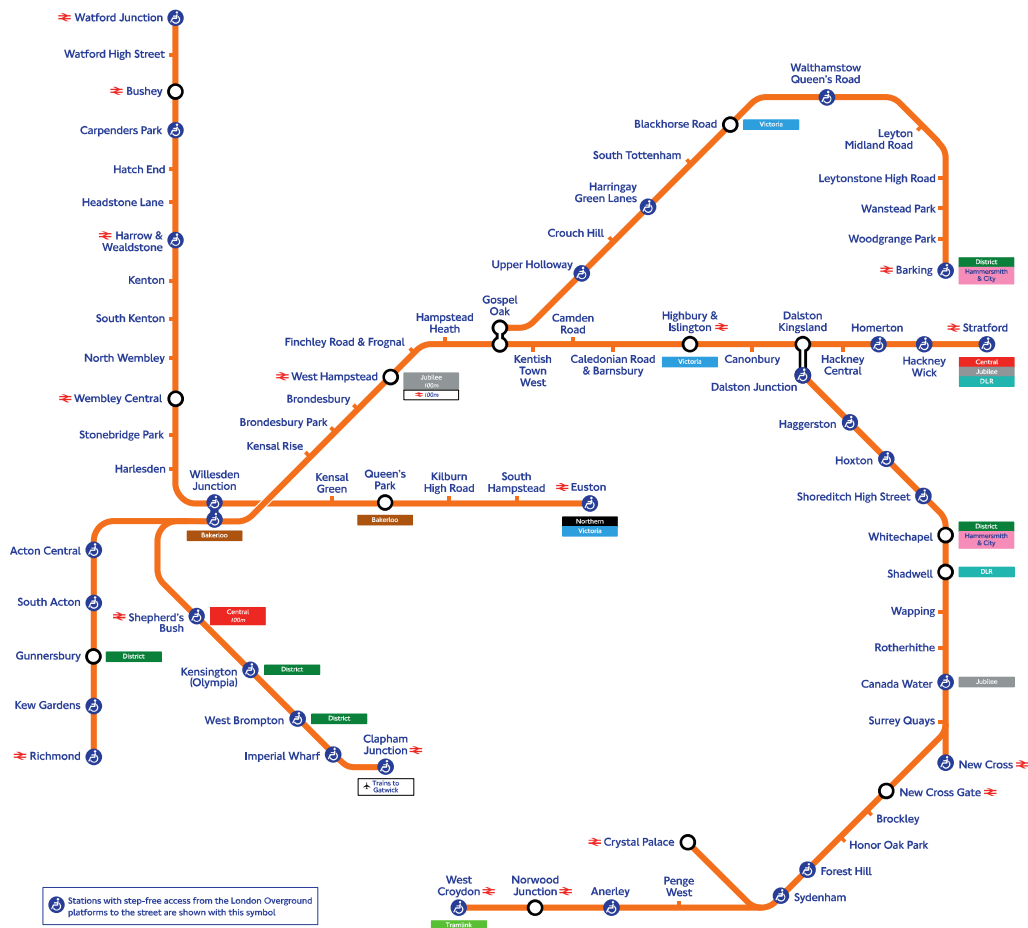 Watford Junction
Watford High Street
Bushey
Carpenders Park
Hatch End
Headstone Lane
Harrow &
Wealdstone
Kenton
South Kenton
North Wembley
Wembley Central
Stonebridge Park
Harlesden
Willesden
Junction
Bakerloo
Kensal
Green
Queen's
Park
Bakerloo
Kilburn
High Road
South
Hampstead
Euston
Northern
Victoria
Acton Central
South Acton
Gunnersbury
District
Kew Gardens
Richmond
Shepherd's
Bush
Central
100m
Kensington
(Olympia)
District
West Brompton
District
Imperial Wharf
Clapham
Junction
Trains to
Gatwick
Kensal Rise
Brondesbury Park
Brondesbury
West Hampstead
Jubilee
100m
100m
Finchley Road & Frognal
Hampstead
Heath
Gospel
Oak
Upper Holloway
Crouch Hill
Harringay
Green Lanes
South Tottenham
Blackhorse Road
Victoria
Walthamstow
Queen's Road
Leyton
Midland Road
Leytonstone High Road
Wanstead Park
Woodgrange Park
Barking
District
Hammersmith
& City
Kentish
Town
West
Camden
Road
Caledonian Road
& Barnsbury
Highbury &
Islington
Victoria
Canonbury
Dalston
Kingsland
Hackney
Central
Homerton
Hackney
Wick
Stratford
Central
Jubilee
DLR
Dalston Junction
Haggerston
Hoxton
Shoreditch High Street
Whitechapel
District
Hammersmith
& City
Shadwell
DLR
Wapping
Rotherhithe
Canada Water
Jubilee
Surrey Quays
New Cross
New Cross Gate
Brockley
Honor Oak Park
Forest Hill
Sydenham
Crystal Palace
Penge
West
Anerley
Norwood
Junction
West
Croydon
Tramlink
Stations with step-free access from the London Overground
platforms to the street are shown with this symbol